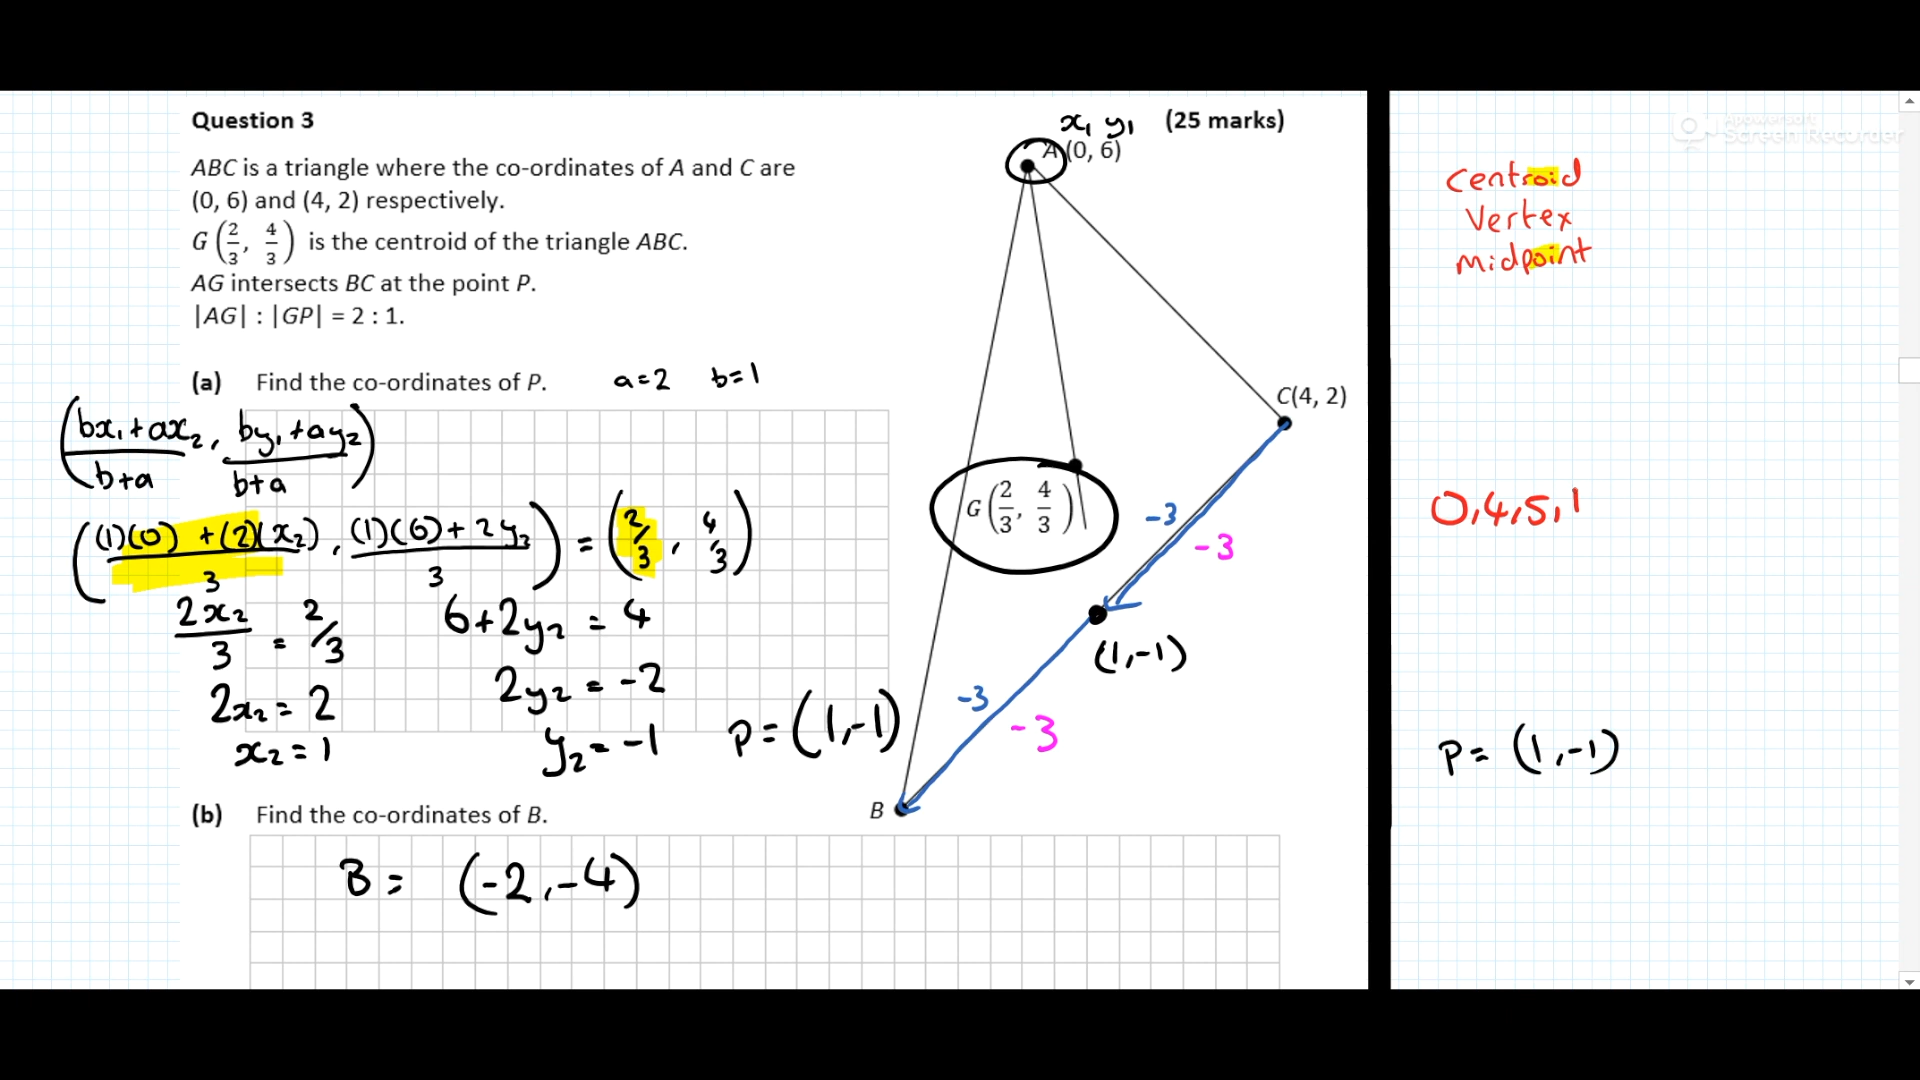 Question 3
(25 marks)
x₁ y₁
A (0, 6)
ABC is a triangle where the co-ordinates of A and C are
(0, 6) and (4, 2) respectively.
G (2/3, 4/3) is the centroid of the triangle ABC.
AG intersects BC at the point P.
|AG| : |GP| = 2 : 1.
(a) Find the co-ordinates of P.
a=2 b=1
((bx₁+ax₂)/(b+a), (by₁+ay₂)/(b+a))
(((1)(0) + (2)(x₂))/3, ((1)(6)+2y₂)/3) = (2/3, 4/3)
2x₂/3 = 2/3
6+2y₂ = 4
2x₂ = 2
2y₂ = -2
x₂ = 1
y₂ = -1
P = (1,-1)
C(4, 2)
G (2/3, 4/3)
-3
-3
(1,-1)
-3
-3
B
(b) Find the co-ordinates of B.
B = (-2,-4)
Apowersoft
Screen Recorder
Centroid
Vertex
midpoint
0,4,5,1
P = (1,-1)